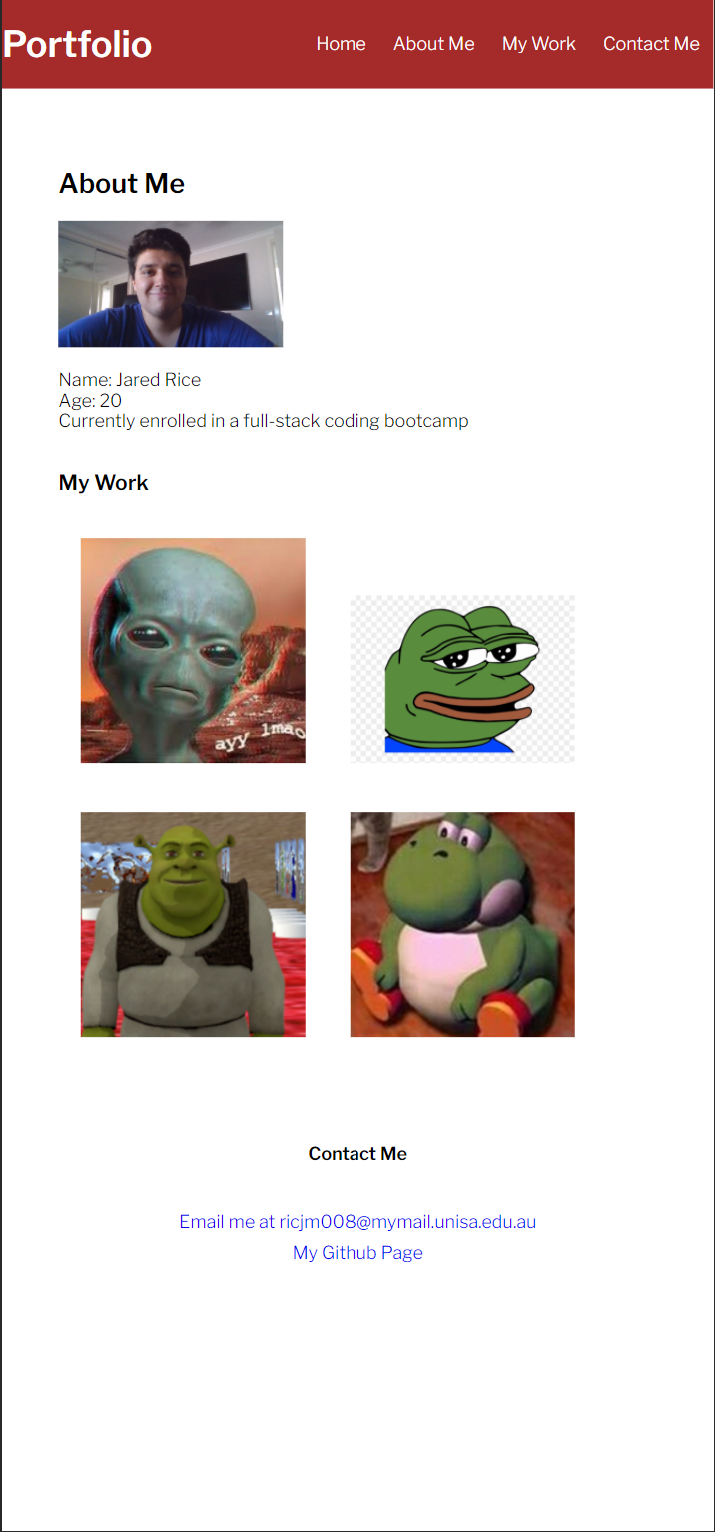 Portfolio
Home About Me My Work Contact Me
About Me
Name: Jared Rice
Age: 20
Currently enrolled in a full-stack coding bootcamp
My Work
ayy lmao
Contact Me
Email me at ricjm008@mymail.unisa.edu.au
My Github Page